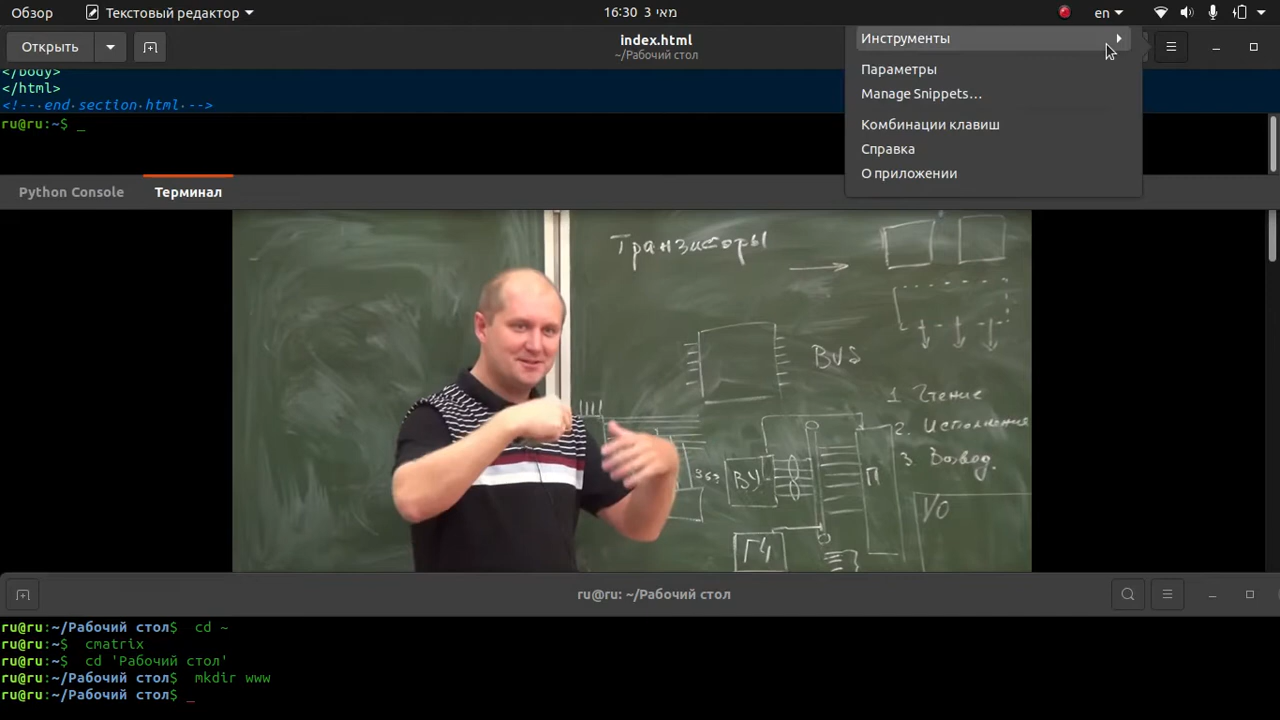 Обзор
Текстовый редактор
16:30 מאי 3
en
Открыть
index.html
~/Рабочий стол
Инструменты
Параметры
Manage Snippets…
Комбинации клавиш
Справка
О приложении
</body>
</html>
<!-- end section html -->
ru@ru:~$ _
Python Console
Терминал
Транзисторы
BVS
1 Чтение
2. Исполнения
3. Вывод.
ВУ
П
I/O
ГЧ
ru@ru: ~/Рабочий стол
ru@ru:~/Рабочий стол$ cd ~
ru@ru:~$ cmatrix
ru@ru:~$ cd 'Рабочий стол'
ru@ru:~/Рабочий стол$ mkdir www
ru@ru:~/Рабочий стол$ _